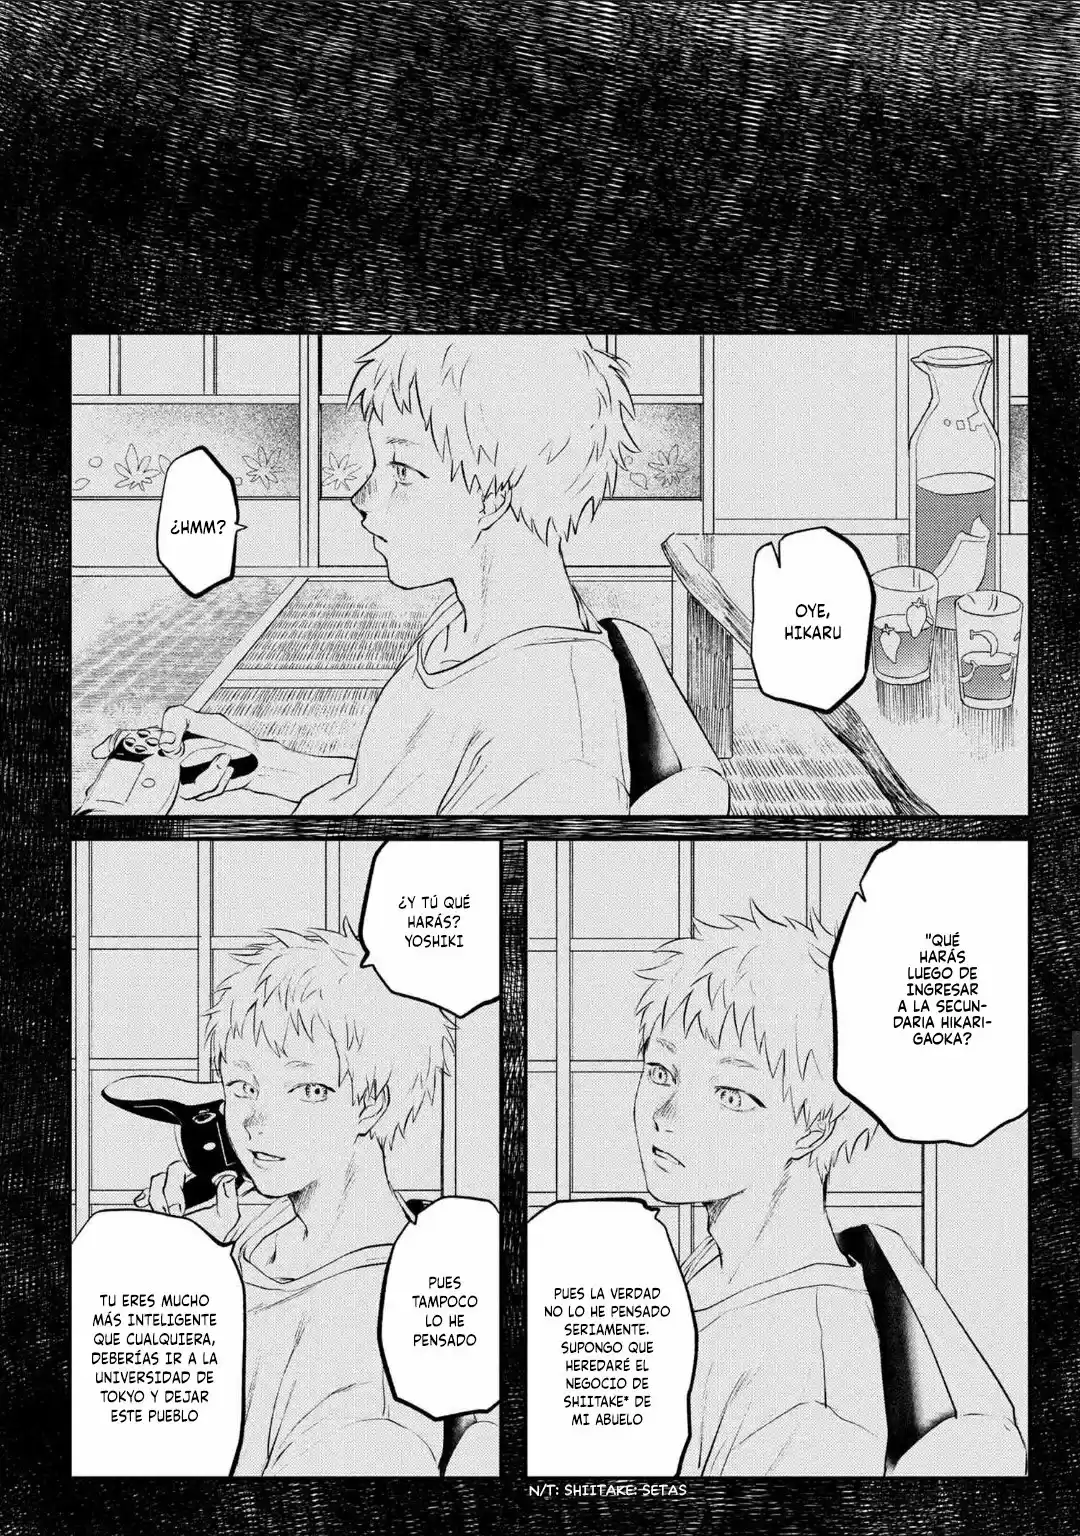 OYE,
HIKARU
¿HMM?
"QUÉ
HARÁS
LUEGO DE
INGRESAR
A LA SECUN-
DARIA HIKARI-
GAOKA?
PUES LA VERDAD
NO LO HE PENSADO
SERIAMENTE.
SUPONGO QUE
HEREDARÉ EL
NEGOCIO DE
SHIITAKE* DE
MI ABUELO
¿Y TÚ QUÉ
HARÁS?
YOSHIKI
PUES
TAMPOCO
LO HE
PENSADO
TU ERES MUCHO
MÁS INTELIGENTE
QUE CUALQUIERA,
DEBERÍAS IR A LA
UNIVERSIDAD DE
TOKYO Y DEJAR
ESTE PUEBLO
N/T: SHIITAKE: SETAS